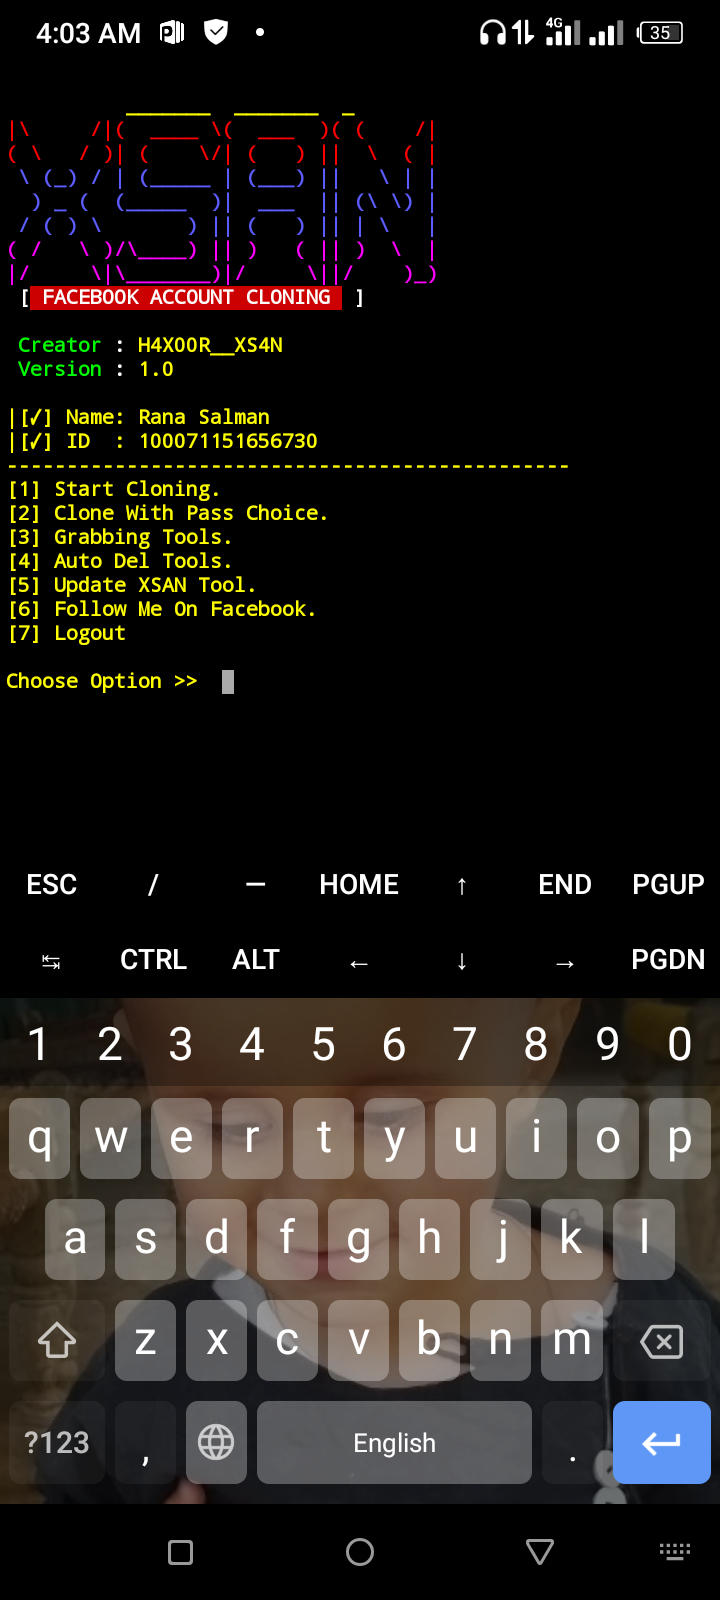 4:03 AM 4G 35
[ FACEBOOK ACCOUNT CLONING ]
Creator : H4X00R__XS4N
Version : 1.0
|[✓] Name: Rana Salman
|[✓] ID  : 100071151656730
-----------------------------------------------
[1] Start Cloning.
[2] Clone With Pass Choice.
[3] Grabbing Tools.
[4] Auto Del Tools.
[5] Update XSAN Tool.
[6] Follow Me On Facebook.
[7] Logout
Choose Option >>
ESC / — HOME ↑ END PGUP
↹ CTRL ALT ← ↓ → PGDN
1 2 3 4 5 6 7 8 9 0
q w e r t y u i o p
a s d f g h j k l
z x c v b n m
?123 , English .